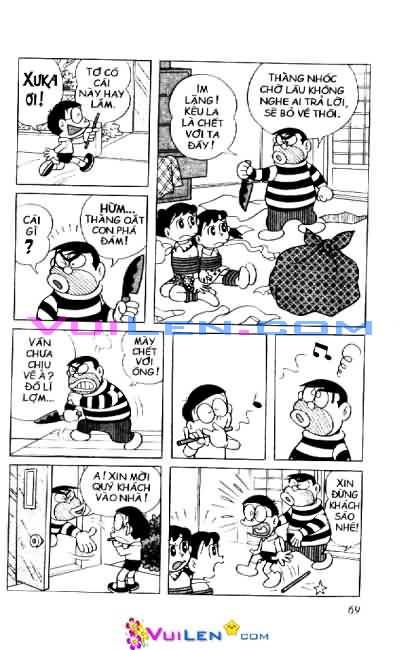 XUKA
ƠI!
TỚ CÓ
CÁI
NÀY HAY
LẮM.
IM
LẶNG!
KÊU LA
LÀ CHẾT
VỚI TA
ĐẤY!
THẰNG NHÓC
CHỜ LÂU KHÔNG
NGHE AI TRẢ LỜI,
SẼ BỎ VỀ THÔI.
CÁI
GÌ
?
HỪM...
THẰNG OẮT
CON PHÁ
ĐÁM!
VUILEN.COM
VẪN
CHƯA
CHỊU
VỀ À?
ĐỒ LÌ
LỢM...
MÀY
CHẾT VỚI
ÔNG!
A! XIN MỜI
QUÝ KHÁCH
VÀO NHÀ!
XIN
ĐỪNG
KHÁCH
SÁO
NHÉ!
69
VUILEN.COM